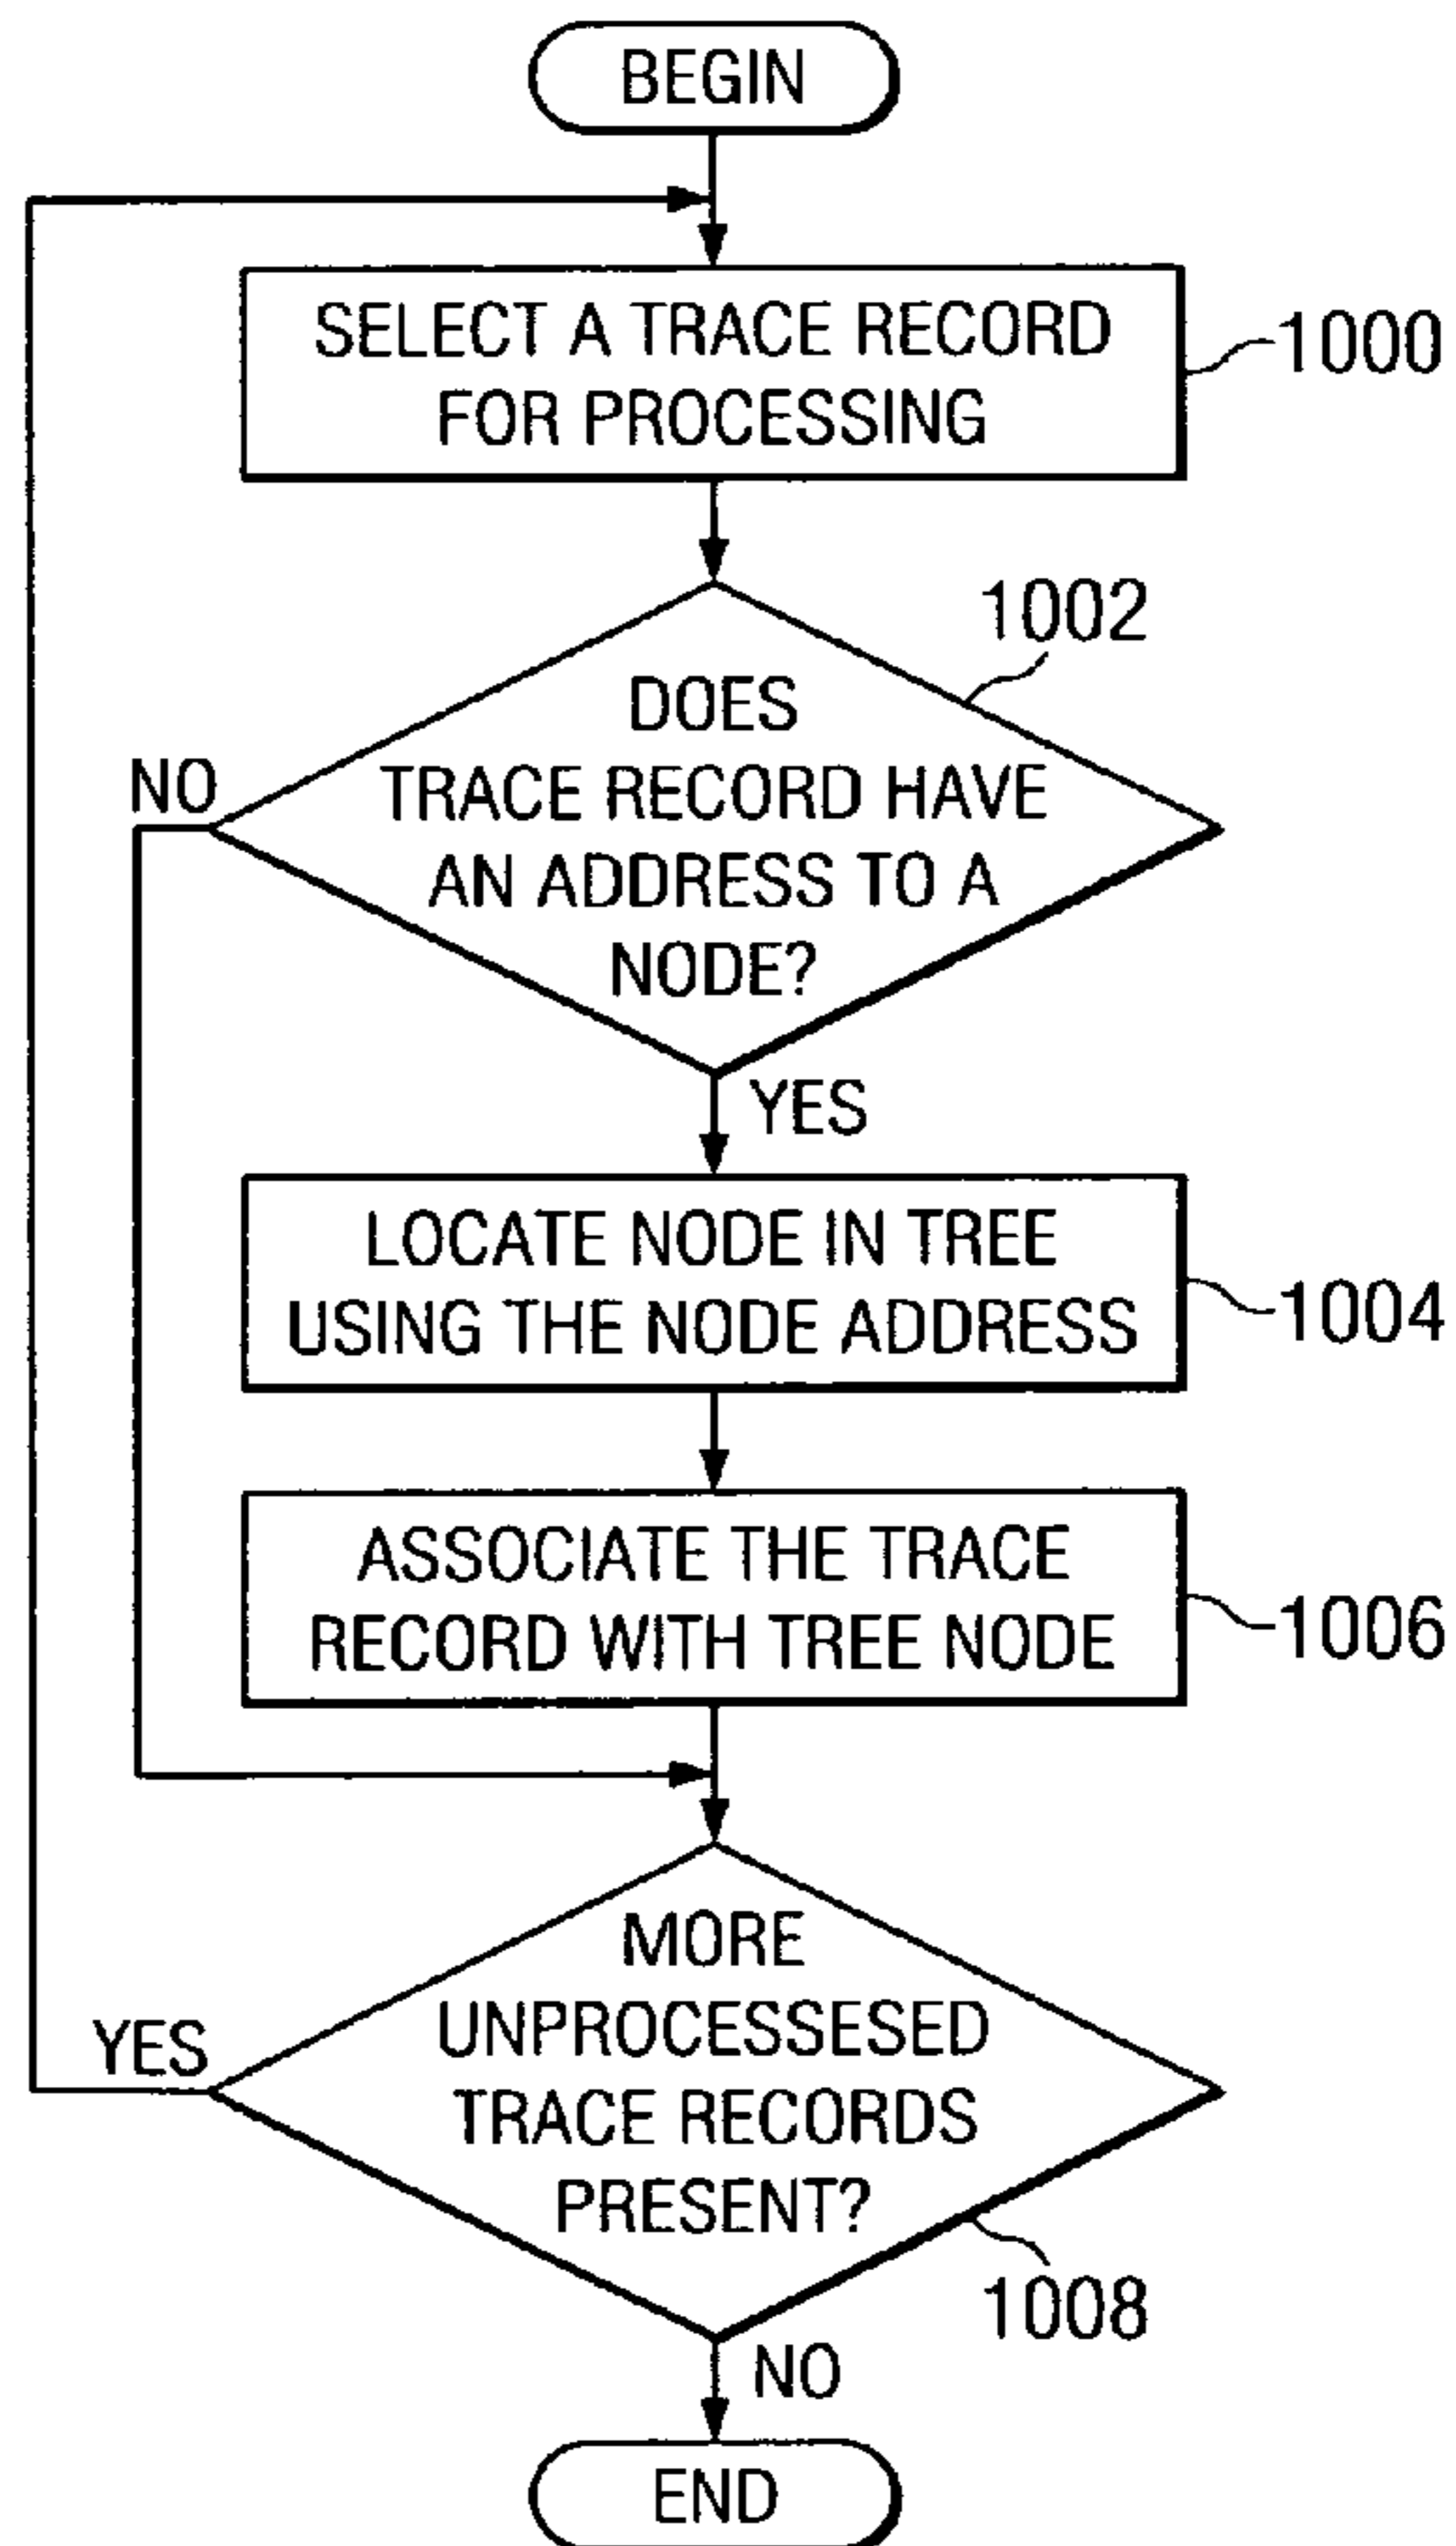 BEGIN
SELECT A TRACE RECORD
FOR PROCESSING
1000
1002
DOES
TRACE RECORD HAVE
AN ADDRESS TO A
NODE?
NO
YES
LOCATE NODE IN TREE
USING THE NODE ADDRESS
1004
ASSOCIATE THE TRACE
RECORD WITH TREE NODE
1006
MORE
UNPROCESSESED
TRACE RECORDS
PRESENT?
YES
1008
NO
END